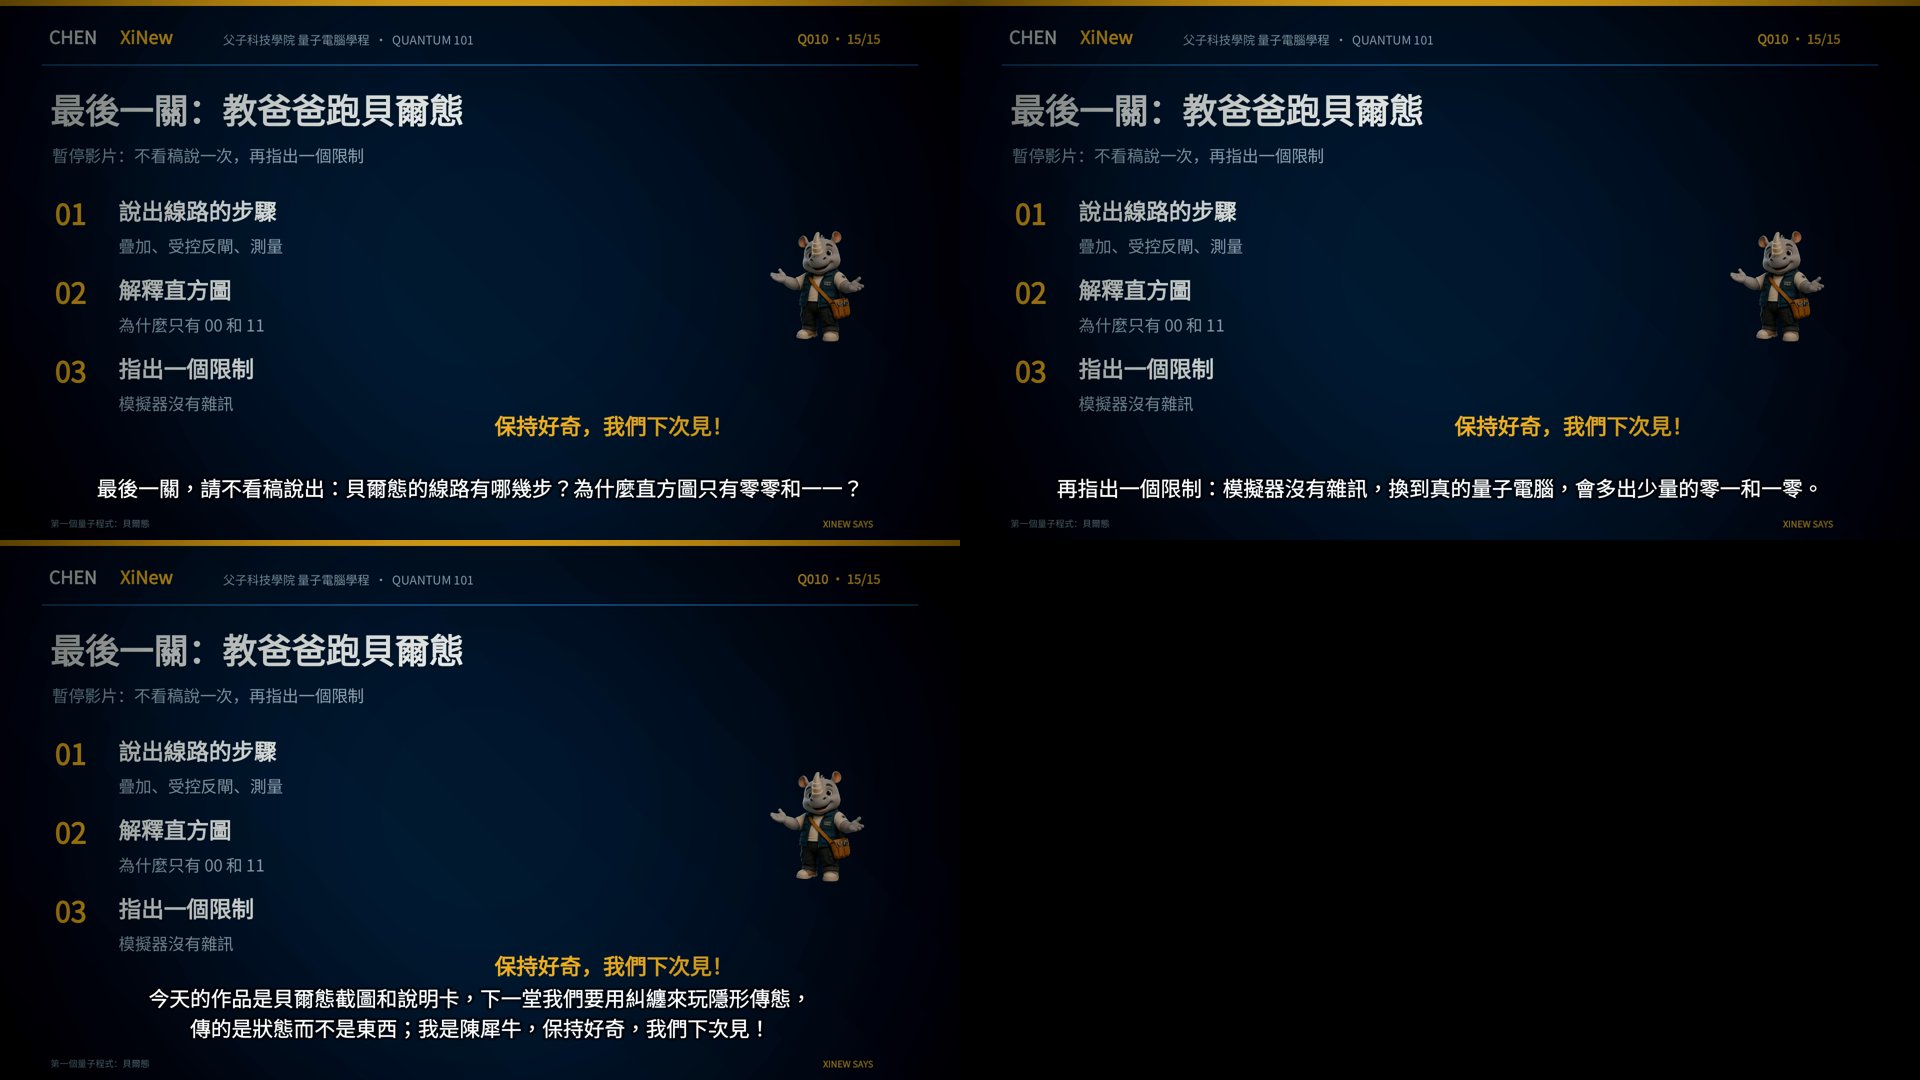 CHEN XiNew 父子科技學院 量子電腦學程 · QUANTUM 101 Q010 · 15/15
最後一關：教爸爸跑貝爾態
暫停影片：不看稿說一次，再指出一個限制
01 說出線路的步驟
疊加、受控反閘、測量
02 解釋直方圖
為什麼只有 00 和 11
03 指出一個限制
模擬器沒有雜訊
保持好奇，我們下次見！
最後一關，請不看稿說出：貝爾態的線路有哪幾步？為什麼直方圖只有零零和一一？
第一個量子程式：貝爾態 XINEW SAYS
CHEN XiNew 父子科技學院 量子電腦學程 · QUANTUM 101 Q010 · 15/15
最後一關：教爸爸跑貝爾態
暫停影片：不看稿說一次，再指出一個限制
01 說出線路的步驟
疊加、受控反閘、測量
02 解釋直方圖
為什麼只有 00 和 11
03 指出一個限制
模擬器沒有雜訊
保持好奇，我們下次見！
再指出一個限制：模擬器沒有雜訊，換到真的量子電腦，會多出少量的零一和一零。
第一個量子程式：貝爾態 XINEW SAYS
CHEN XiNew 父子科技學院 量子電腦學程 · QUANTUM 101 Q010 · 15/15
最後一關：教爸爸跑貝爾態
暫停影片：不看稿說一次，再指出一個限制
01 說出線路的步驟
疊加、受控反閘、測量
02 解釋直方圖
為什麼只有 00 和 11
03 指出一個限制
模擬器沒有雜訊
保持好奇，我們下次見！
今天的作品是貝爾態截圖和說明卡，下一堂我們要用糾纏來玩隱形傳態，
傳的是狀態而不是東西；我是陳犀牛，保持好奇，我們下次見！
第一個量子程式：貝爾態 XINEW SAYS